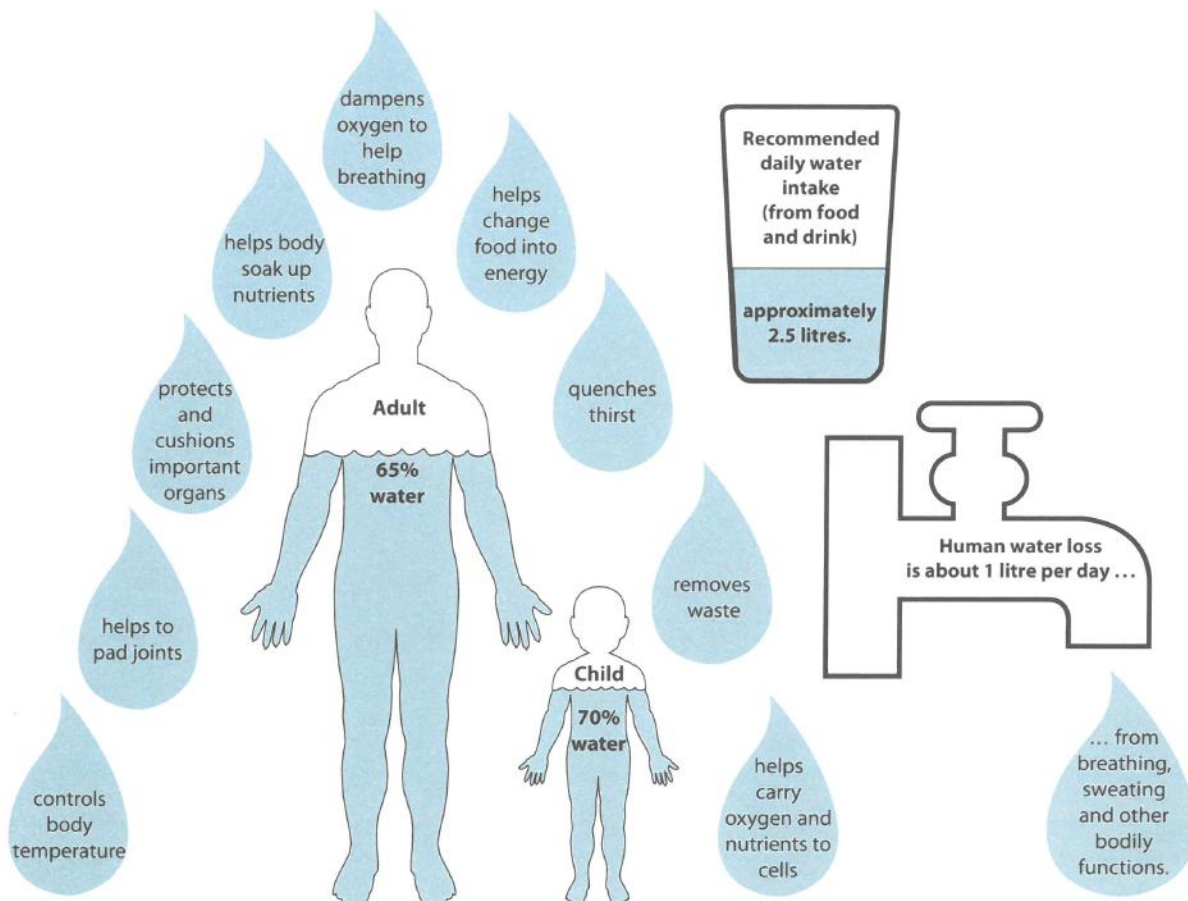 dampens
oxygen to
help
breathing
helps
change
food into
energy
helps body
soak up
nutrients
quenches
thirst
protects
and
cushions
important
organs
removes
waste
helps to
pad joints
helps
carry
oxygen and
nutrients to
cells
controls
body
temperature
Adult
65%
water
Child
70%
water
Recommended
daily water
intake
(from food
and drink)
approximately
2.5 litres.
Human water loss
is about 1 litre per day ...
... from
breathing,
sweating
and other
bodily
functions.